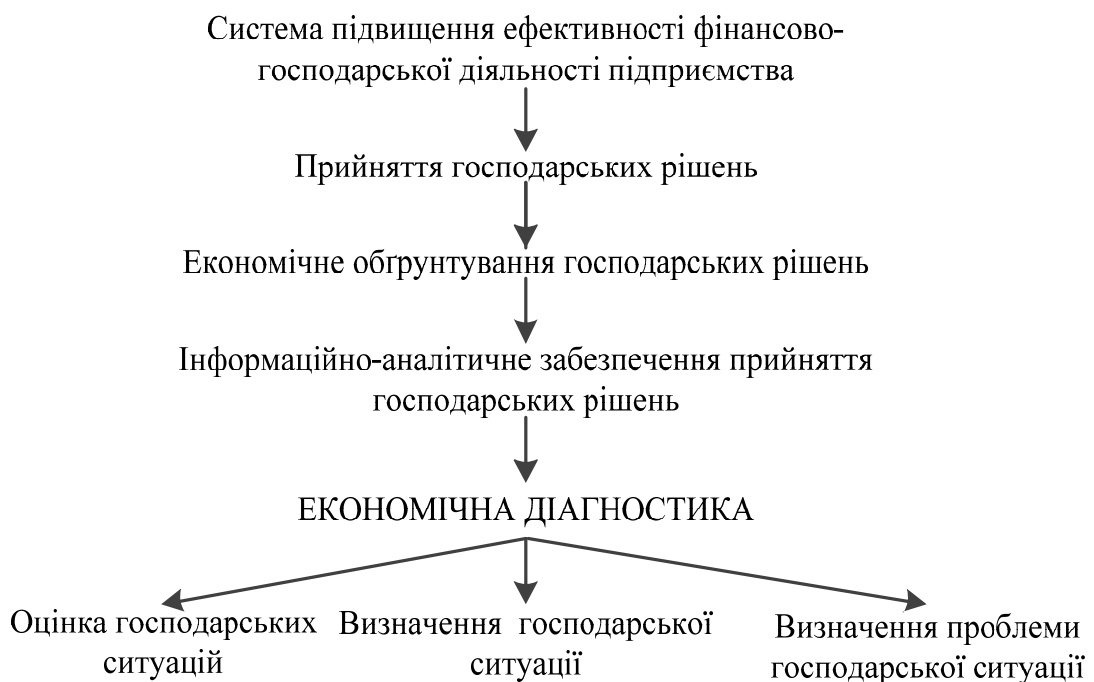 Система підвищення ефективності фінансово-
господарської діяльності підприємства
Прийняття господарських рішень
Економічне обґрунтування господарських рішень
Інформаційно-аналітичне забезпечення прийняття
господарських рішень
ЕКОНОМІЧНА ДІАГНОСТИКА
Оцінка господарських
ситуацій
Визначення господарської
ситуації
Визначення проблеми
господарської ситуації